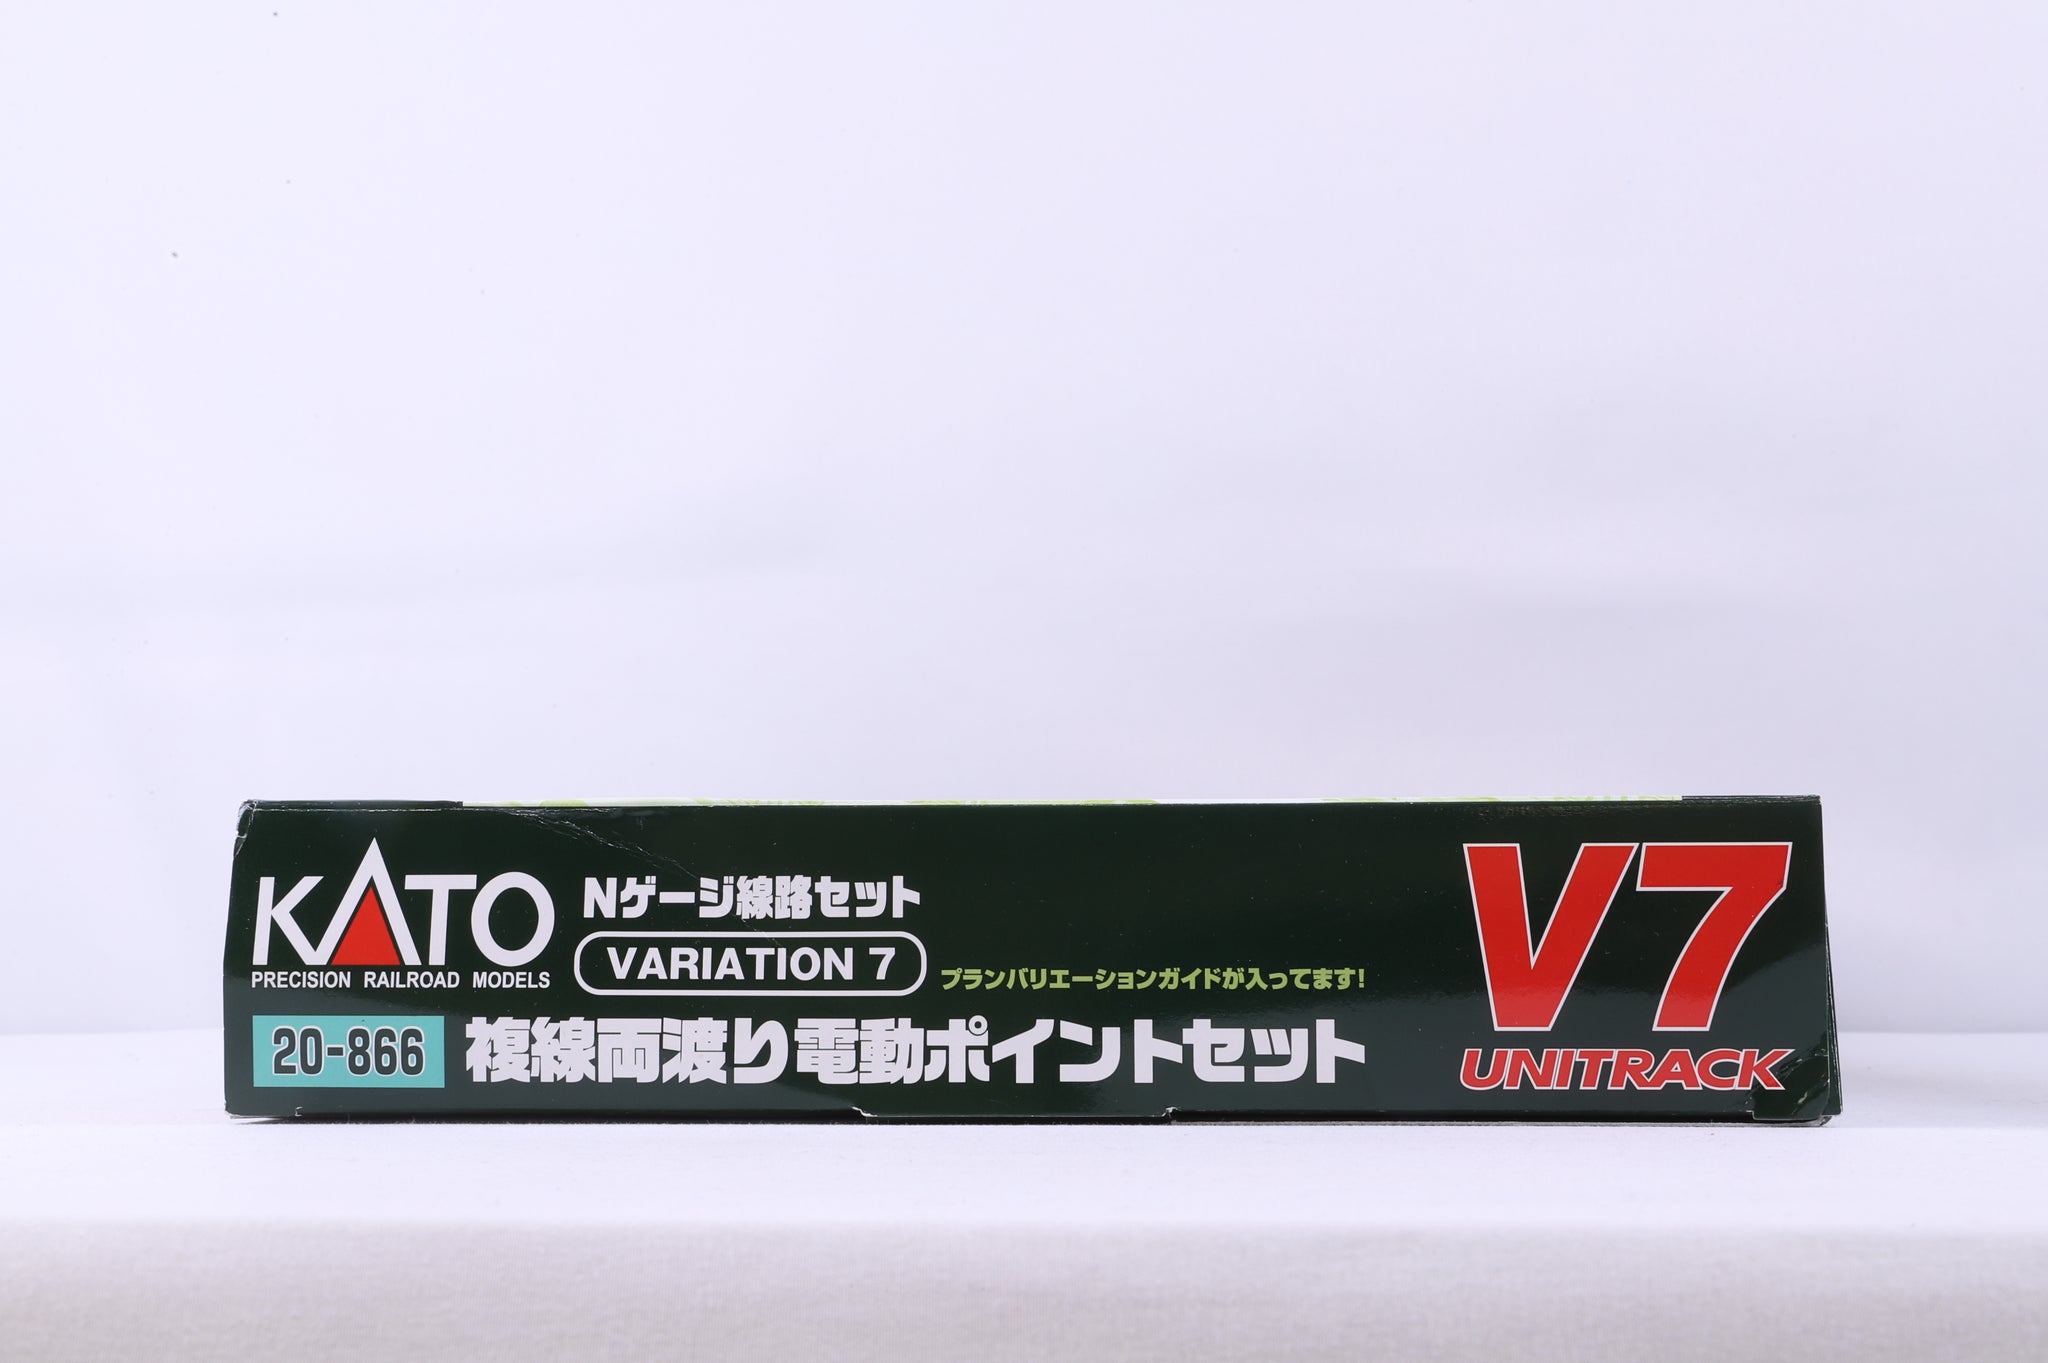 KATO
PRECISION RAILROAD MODELS
Nゲージ線路セット
VARIATION 7
プランバリエーションガイドが入ってます!
20-866
複線両渡り電動ポイントセット
V7
UNITRACK